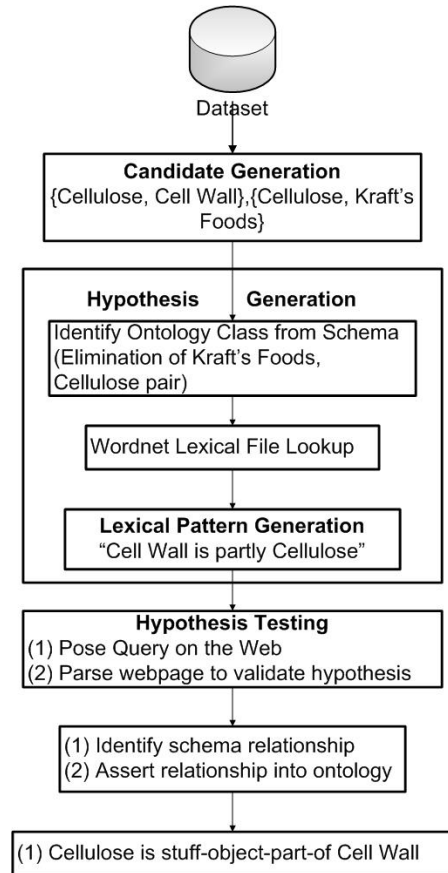 Dataset
Candidate Generation
{Cellulose, Cell Wall},{Cellulose, Kraft's
Foods}
Hypothesis Generation
Identify Ontology Class from Schema
(Elimination of Kraft's Foods,
Cellulose pair)
Wordnet Lexical File Lookup
Lexical Pattern Generation
“Cell Wall is partly Cellulose”
Hypothesis Testing
(1) Pose Query on the Web
(2) Parse webpage to validate hypothesis
(1) Identify schema relationship
(2) Assert relationship into ontology
(1) Cellulose is stuff-object-part-of Cell Wall